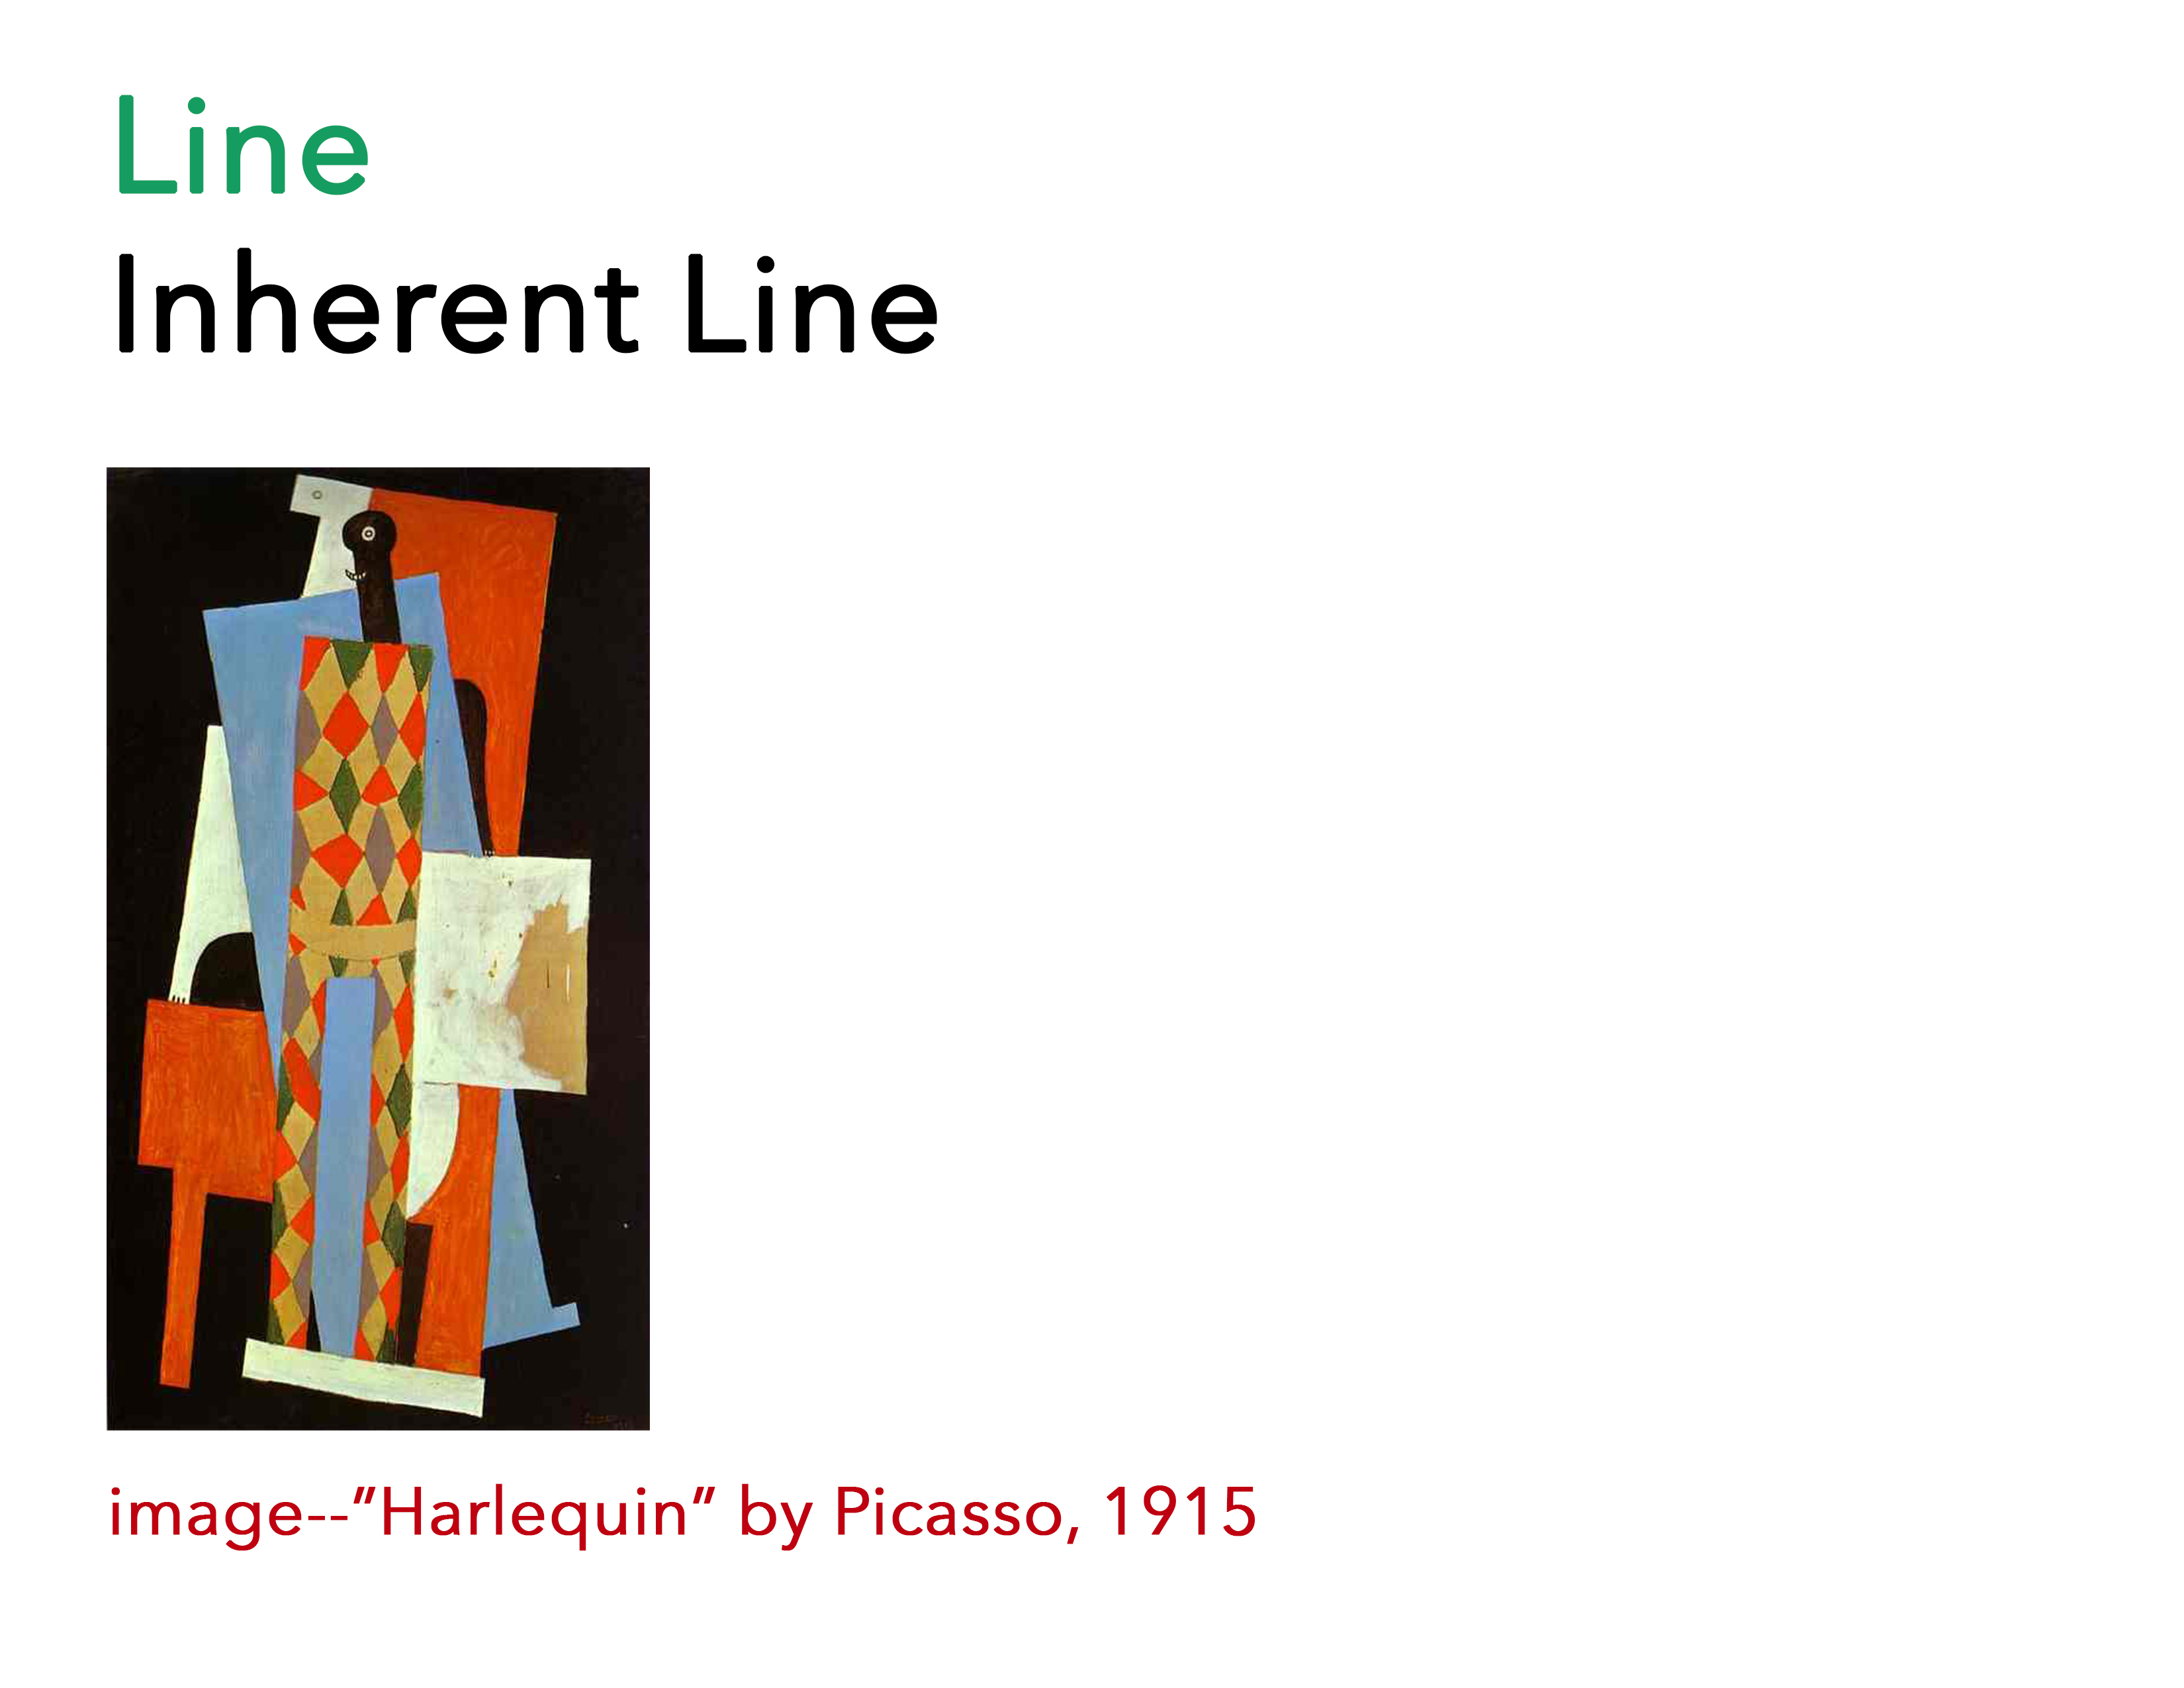 Line
Inherent Line
image--"Harlequin" by Picasso, 1915